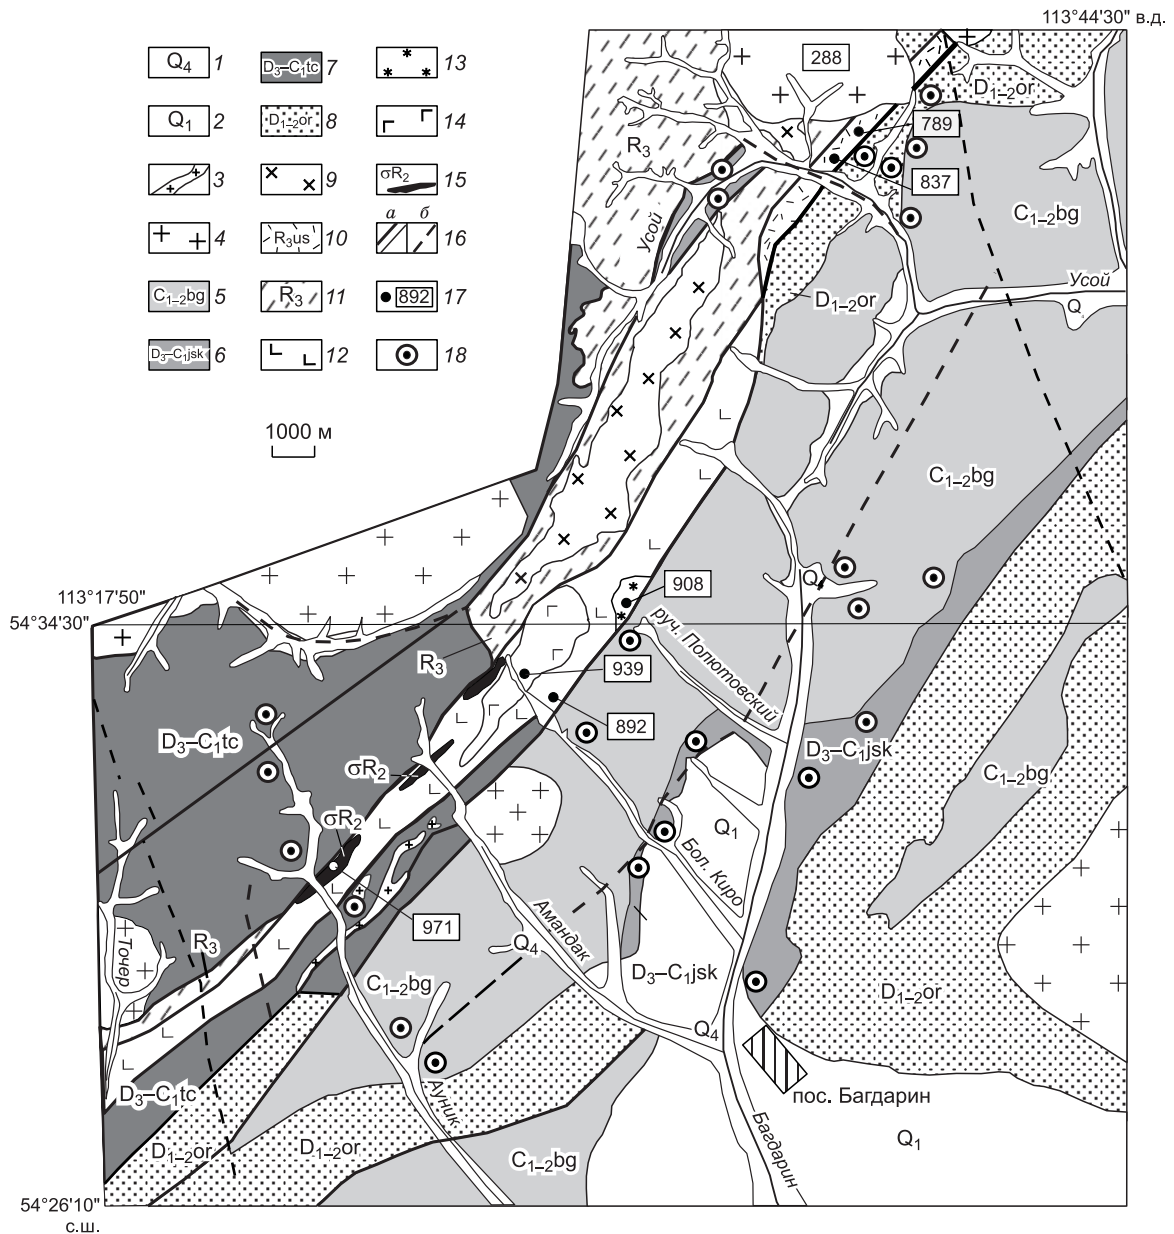 113°44'30" в.д.
Q4 1
D3–C1tc 7
13
Q1 2
D1–2or 8
14
3
9
σR2 15
4
R3us 10
а б
16
C1–2bg 5
R3 11
892 17
D3–C1jsk 6
12
18
1000 м
288
D1–2or
789
R3
837
C1–2bg
Усой
Усой
D1–2or
Q4
C1–2bg
113°17'50"
908
Q4
54°34'30"
руч. Полютовский
R3
939
892
D3–C1tc
D3–C1jsk
σR2
C1–2bg
σR2
Q1
Бол. Киро
971
Амандак
R3
Точер
Q4
C1–2bg
D3–C1jsk
D1–2or
Q4
D3–C1tc
Ауник
пос. Багдарин
D1–2or
D1–2or
C1–2bg
Багдарин
Q1
54°26'10"
с.ш.